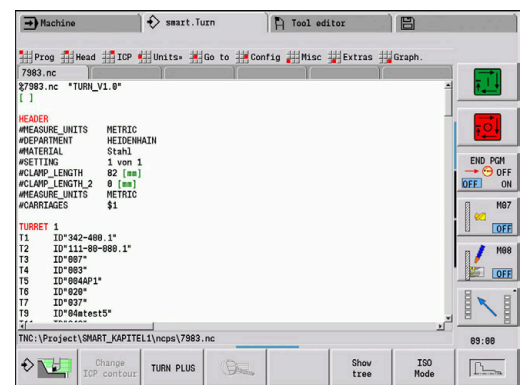 Machine
smart.Turn
Tool editor
Prog Head ICP Units» Go to Config Misc Extras Graph.
7983.nc
%7983.nc "TURN_V1.0"
[ ]
HEADER
#MEASURE_UNITS METRIC
#DEPARTMENT HEIDENHAIN
#MATERIAL Stahl
#SETTING 1 von 1
#CLAMP_LENGTH 82 [mm]
#CLAMP_LENGTH_2 0 [mm]
#MEASURE_UNITS METRIC
#CARRIAGES $1
TURRET 1
T1 ID"342-400.1"
T2 ID"111-80-080.1"
T3 ID"007"
T4 ID"003"
T5 ID"004AP1"
T6 ID"020"
T7 ID"037"
T9 ID"04mtest5"
TNC:\Project\SMART_KAPITEL1\ncps\7983.nc
END PGM
OFF
OFF ON
M07
OFF
M08
OFF
09:08
Change ICP contour
TURN PLUS
Show tree
ISO Mode